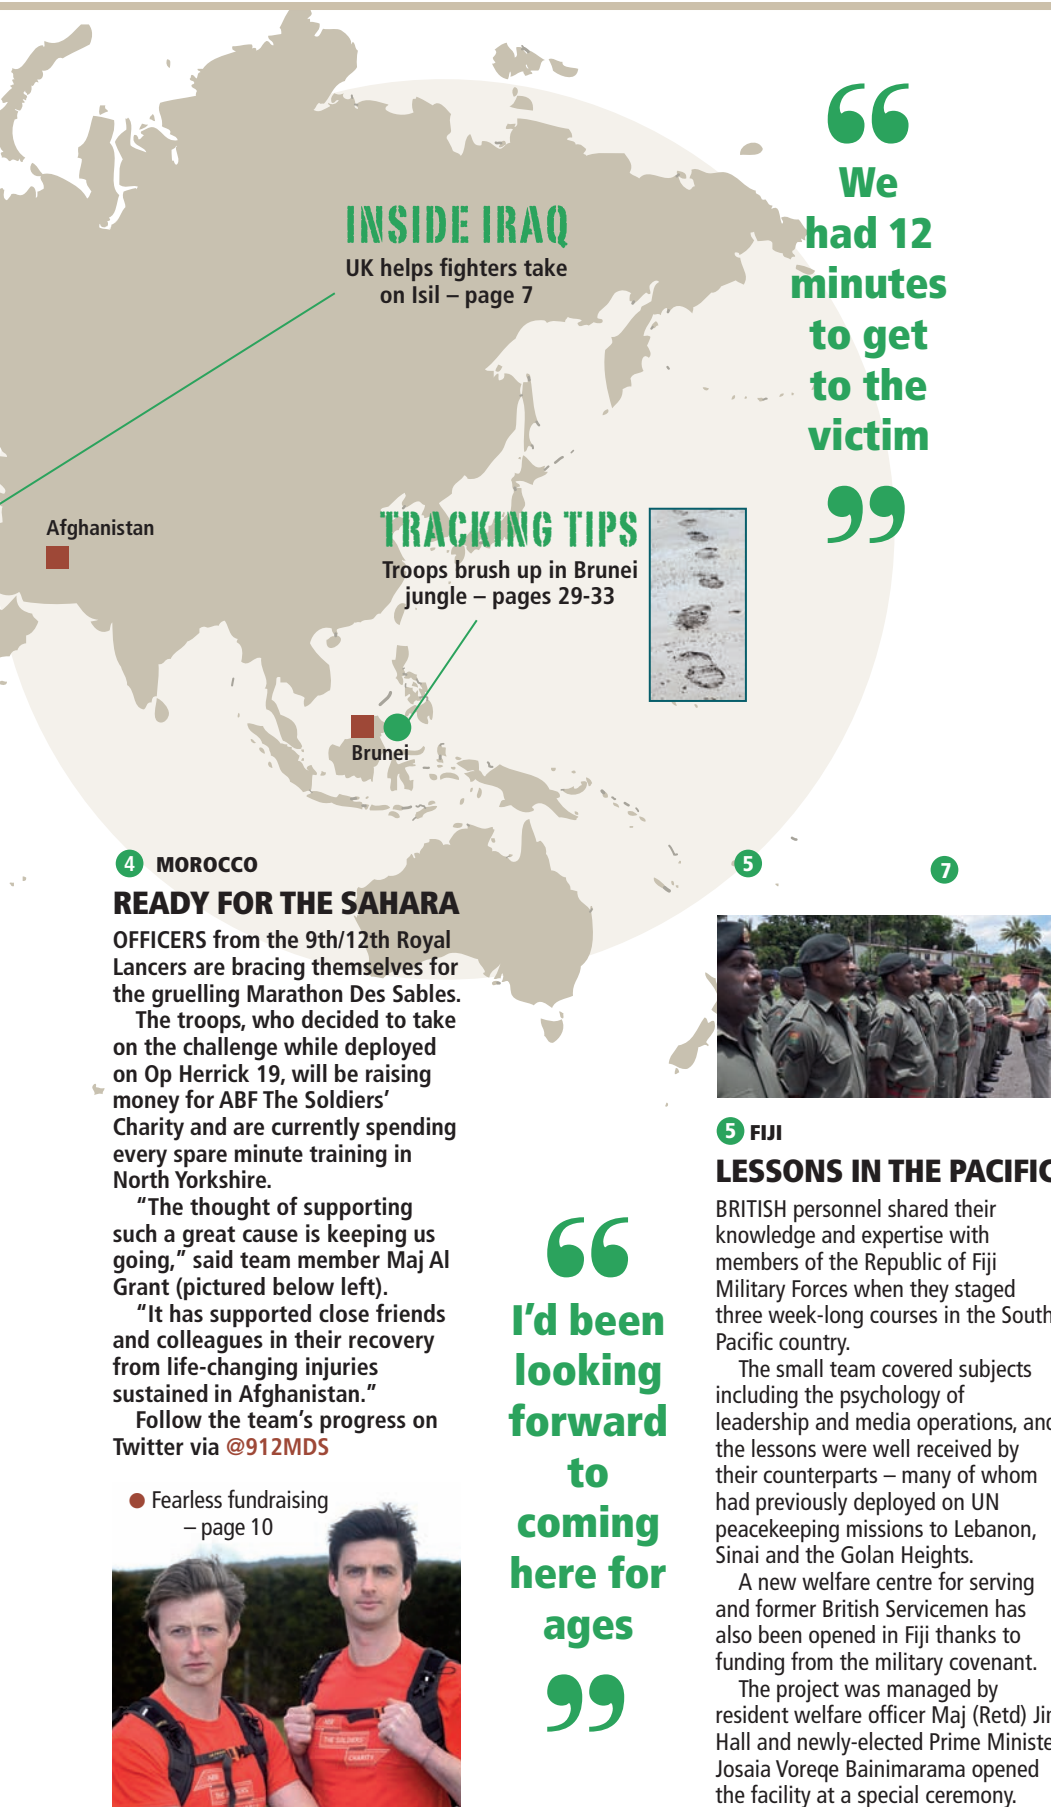 INSIDE IRAQ
UK helps fighters take
on Isil – page 7
“
We
had 12
minutes
to get
to the
victim
”
Afghanistan
TRACKING TIPS
Troops brush up in Brunei
jungle – pages 29-33
Brunei
4 MOROCCO
READY FOR THE SAHARA
OFFICERS from the 9th/12th Royal
Lancers are bracing themselves for
the gruelling Marathon Des Sables.
The troops, who decided to take
on the challenge while deployed
on Op Herrick 19, will be raising
money for ABF The Soldiers’
Charity and are currently spending
every spare minute training in
North Yorkshire.
“The thought of supporting
such a great cause is keeping us
going,” said team member Maj Al
Grant (pictured below left).
“It has supported close friends
and colleagues in their recovery
from life-changing injuries
sustained in Afghanistan.”
Follow the team’s progress on
Twitter via @912MDS
● Fearless fundraising
– page 10
ABF
THE SOLDIERS’
CHARITY
ABF
THE SOLDIERS’
“
I’d been
looking
forward
to
coming
here for
ages
”
5
7
5 FIJI
LESSONS IN THE PACIFIC
BRITISH personnel shared their
knowledge and expertise with
members of the Republic of Fiji
Military Forces when they staged
three week-long courses in the South
Pacific country.
The small team covered subjects
including the psychology of
leadership and media operations, and
the lessons were well received by
their counterparts – many of whom
had previously deployed on UN
peacekeeping missions to Lebanon,
Sinai and the Golan Heights.
A new welfare centre for serving
and former British Servicemen has
also been opened in Fiji thanks to
funding from the military covenant.
The project was managed by
resident welfare officer Maj (Retd)
Hall and newly-elected Prime Ministe
Josaia Voreqe Bainimarama opened
the facility at a special ceremony.